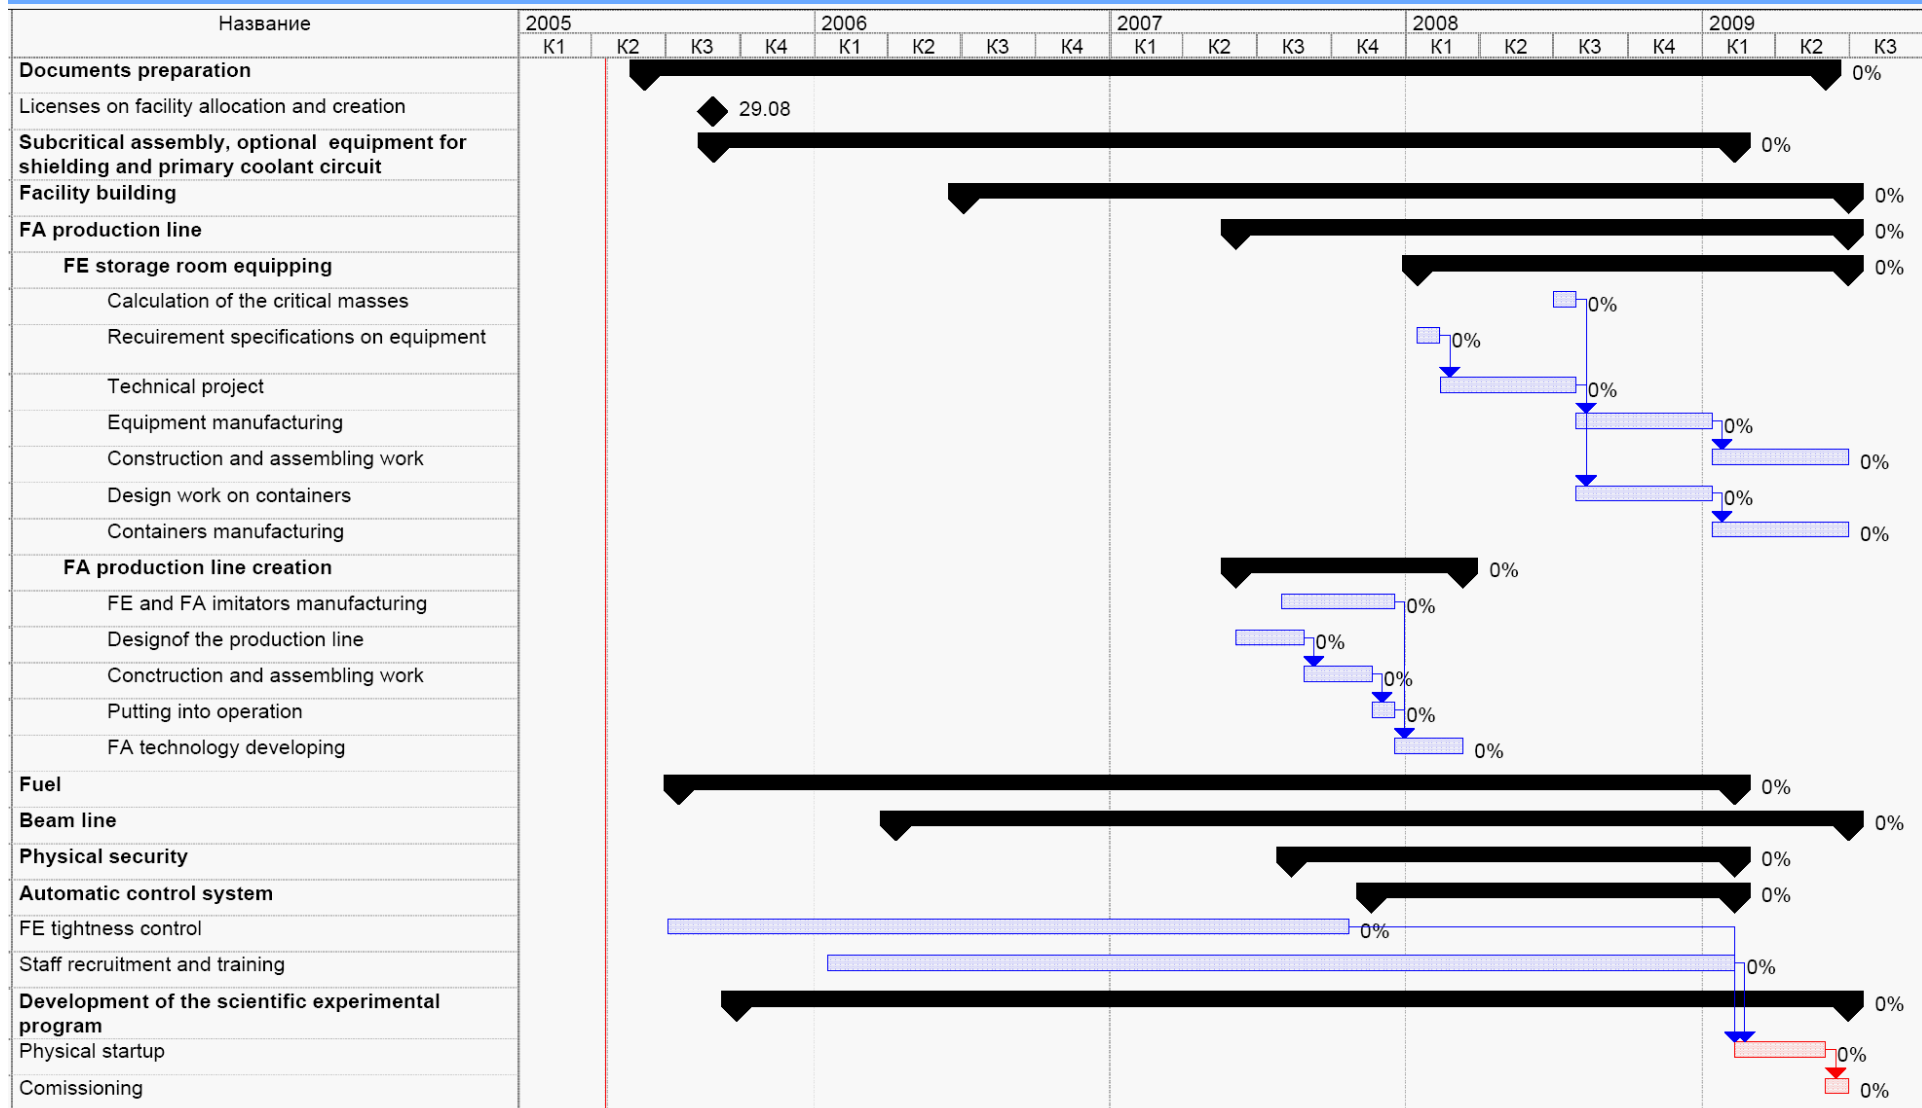 Название 2005 2006 2007 2008 2009
К1 К2 К3 К4 К1 К2 К3 К4 К1 К2 К3 К4 К1 К2 К3 К4 К1 К2 К3
Documents preparation 0%
Licenses on facility allocation and creation 29.08
Subcritical assembly, optional equipment for
shielding and primary coolant circuit 0%
Facility building 0%
FA production line 0%
FE storage room equipping 0%
Calculation of the critical masses 0%
Recuirement specifications on equipment 0%
Technical project 0%
Equipment manufacturing 0%
Construction and assembling work 0%
Design work on containers 0%
Containers manufacturing 0%
FA production line creation 0%
FE and FA imitators manufacturing 0%
Designof the production line 0%
Conctruction and assembling work 0%
Putting into operation 0%
FA technology developing 0%
Fuel 0%
Beam line 0%
Physical security 0%
Automatic control system 0%
FE tightness control 0%
Staff recruitment and training 0%
Development of the scientific experimental
program 0%
Physical startup 0%
Comissioning 0%